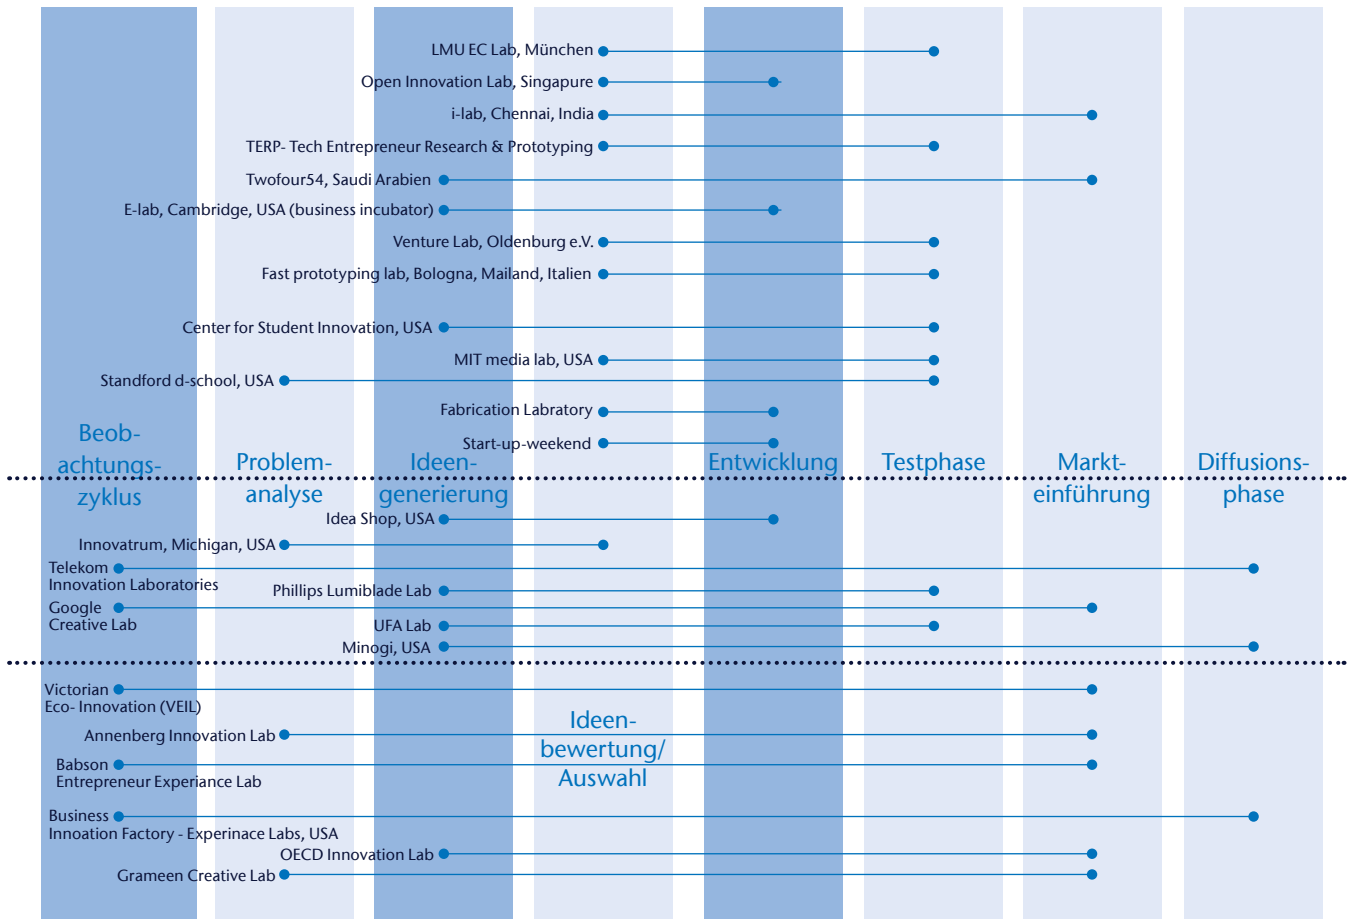 LMU EC Lab, München
Open Innovation Lab, Singapure
i-lab, Chennai, India
TERP- Tech Entrepreneur Research & Prototyping
Twofour54, Saudi Arabien
E-lab, Cambridge, USA (business incubator)
Venture Lab, Oldenburg e.V.
Fast prototyping lab, Bologna, Mailand, Italien
Center for Student Innovation, USA
MIT media lab, USA
Standford d-school, USA
Fabrication Labratory
Start-up-weekend
Beob-
achtungs-
zyklus
Problem-
analyse
Ideen-
generierung
Entwicklung
Testphase
Markt-
einführung
Diffusions-
phase
Idea Shop, USA
Innovatrum, Michigan, USA
Telekom
Innovation Laboratories
Phillips Lumiblade Lab
Google
Creative Lab
UFA Lab
Minogi, USA
Victorian
Eco- Innovation (VEIL)
Ideen-
bewertung/
Auswahl
Annenberg Innovation Lab
Babson
Entrepreneur Experiance Lab
Business
Innoation Factory - Experinace Labs, USA
OECD Innovation Lab
Grameen Creative Lab